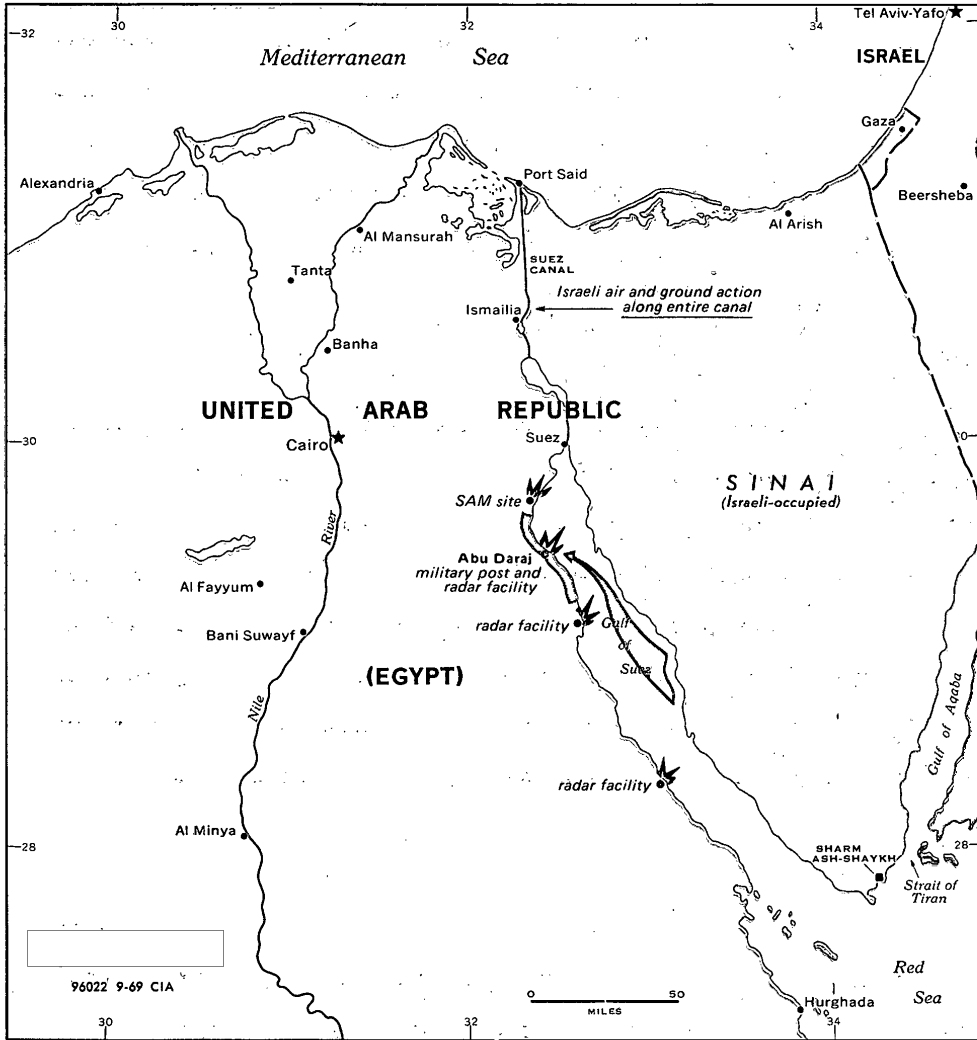 30
32
34
Tel Aviv-Yafo
32
Mediterranean Sea
ISRAEL
Gaza
Alexandria
Port Said
Beersheba
Al Arish
Al Mansurah
SUEZ
CANAL
Tanta
Israeli air and ground action
along entire canal
Ismailia
Banha
UNITED ARAB REPUBLIC
30
Cairo
Suez
0
SINAI
(Israeli-occupied)
SAM site
River
Abu Daraj
military post and
radar facility
Al Fayyum
radar facility
Gulf
of
Suez
Bani Suwayf
(EGYPT)
Nile
Gulf of Aqaba
radar facility
Al Minya
28
SHARM
ASH-SHAYKH
28
Strait of
Tiran
96022 9-69 CIA
Red
Sea
0 50
MILES
Hurghada
30
32
34